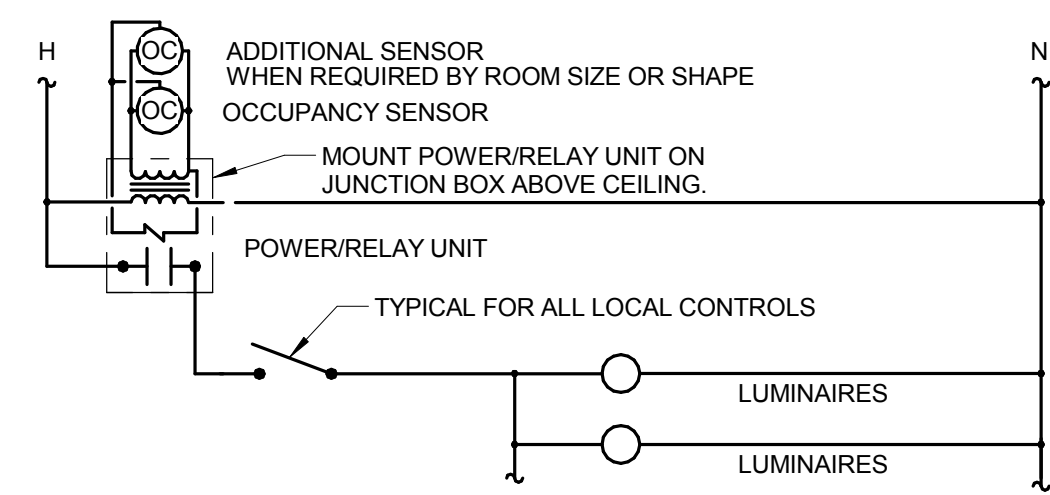 H
N
OC
ADDITIONAL SENSOR
WHEN REQUIRED BY ROOM SIZE OR SHAPE
OC
OCCUPANCY SENSOR
MOUNT POWER/RELAY UNIT ON
JUNCTION BOX ABOVE CEILING.
POWER/RELAY UNIT
TYPICAL FOR ALL LOCAL CONTROLS
LUMINAIRES
LUMINAIRES